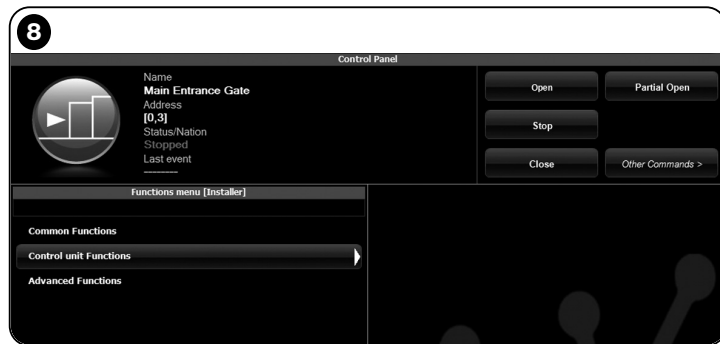 8
Control Panel
Name
Main Entrance Gate
Address
[0,3]
Status/Nation
Stopped
Last event
--------
Open
Partial Open
Stop
Close
Other Commands >
Functions menu [Installer]
Common Functions
Control unit Functions
Advanced Functions